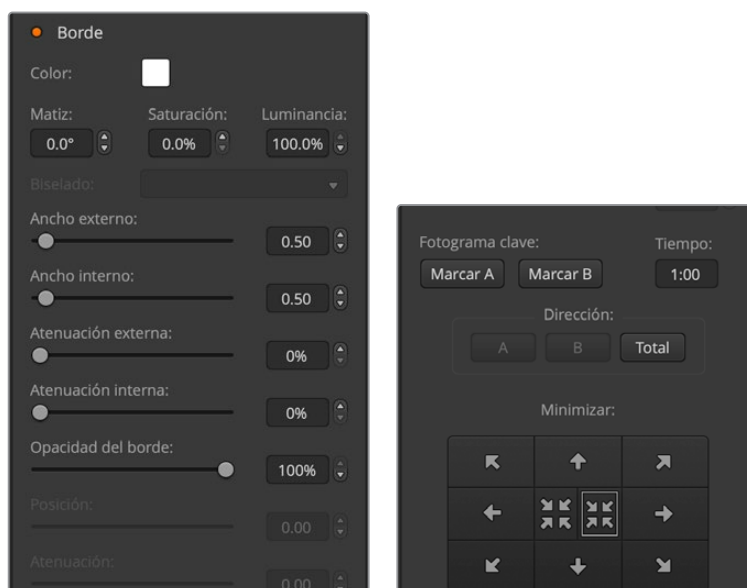 Borde
Color:
Matiz: Saturación: Luminancia:
0.0° 0.0% 100.0%
Biselado:
Ancho externo:
0.50
Ancho interno:
0.50
Atenuación externa:
0%
Atenuación interna:
0%
Opacidad del borde:
100%
Posición:
0.00
Atenuación:
0.00
Fotograma clave: Tiempo:
Marcar A Marcar B 1:00
Dirección:
A B Total
Minimizar: